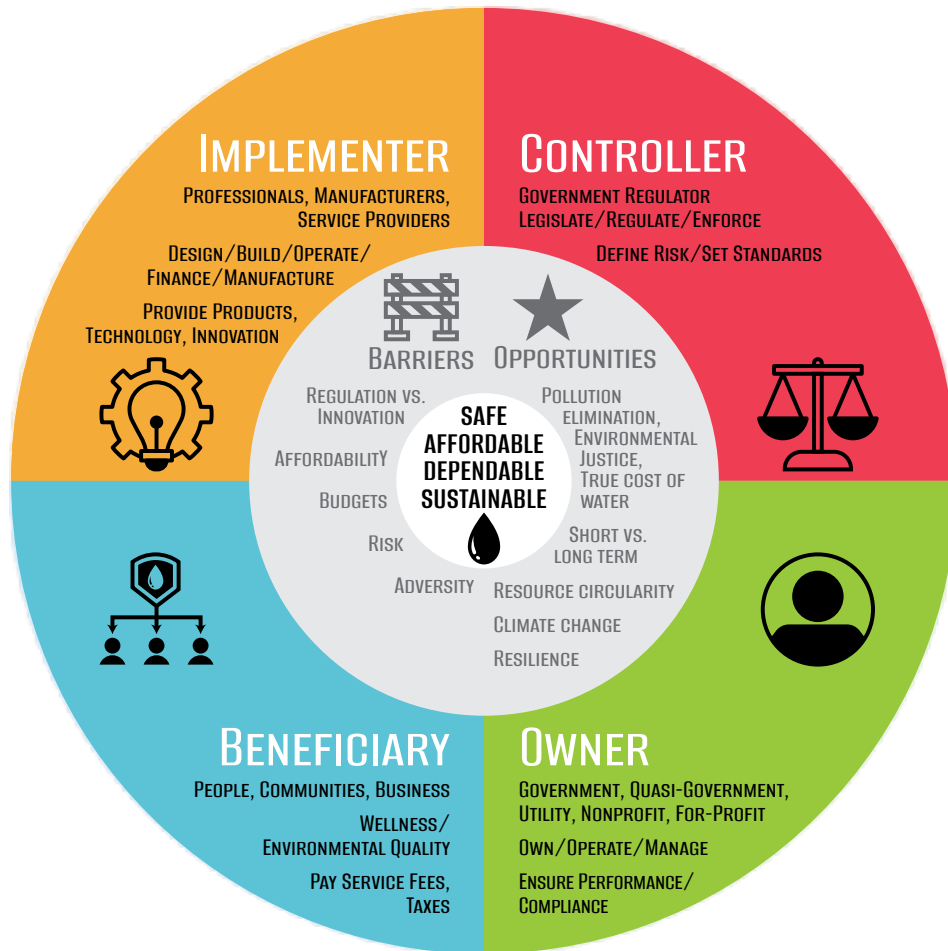 IMPLEMENTER
PROFESSIONALS, MANUFACTURERS,
SERVICE PROVIDERS
DESIGN/BUILD/OPERATE/
FINANCE/MANUFACTURE
PROVIDE PRODUCTS,
TECHNOLOGY, INNOVATION
CONTROLLER
GOVERNMENT REGULATOR
LEGISLATE/REGULATE/ENFORCE
DEFINE RISK/SET STANDARDS
BARRIERS
REGULATION VS.
INNOVATION
AFFORDABILITY
BUDGETS
RISK
ADVERSITY
OPPORTUNITIES
POLLUTION
ELIMINATION,
ENVIRONMENTAL
JUSTICE,
TRUE COST OF
WATER
SHORT VS.
LONG TERM
RESOURCE CIRCULARITY
CLIMATE CHANGE
RESILIENCE
SAFE
AFFORDABLE
DEPENDABLE
SUSTAINABLE
BENEFICIARY
PEOPLE, COMMUNITIES, BUSINESS
WELLNESS/
ENVIRONMENTAL QUALITY
PAY SERVICE FEES,
TAXES
OWNER
GOVERNMENT, QUASI-GOVERNMENT,
UTILITY, NONPROFIT, FOR-PROFIT
OWN/OPERATE/MANAGE
ENSURE PERFORMANCE/
COMPLIANCE